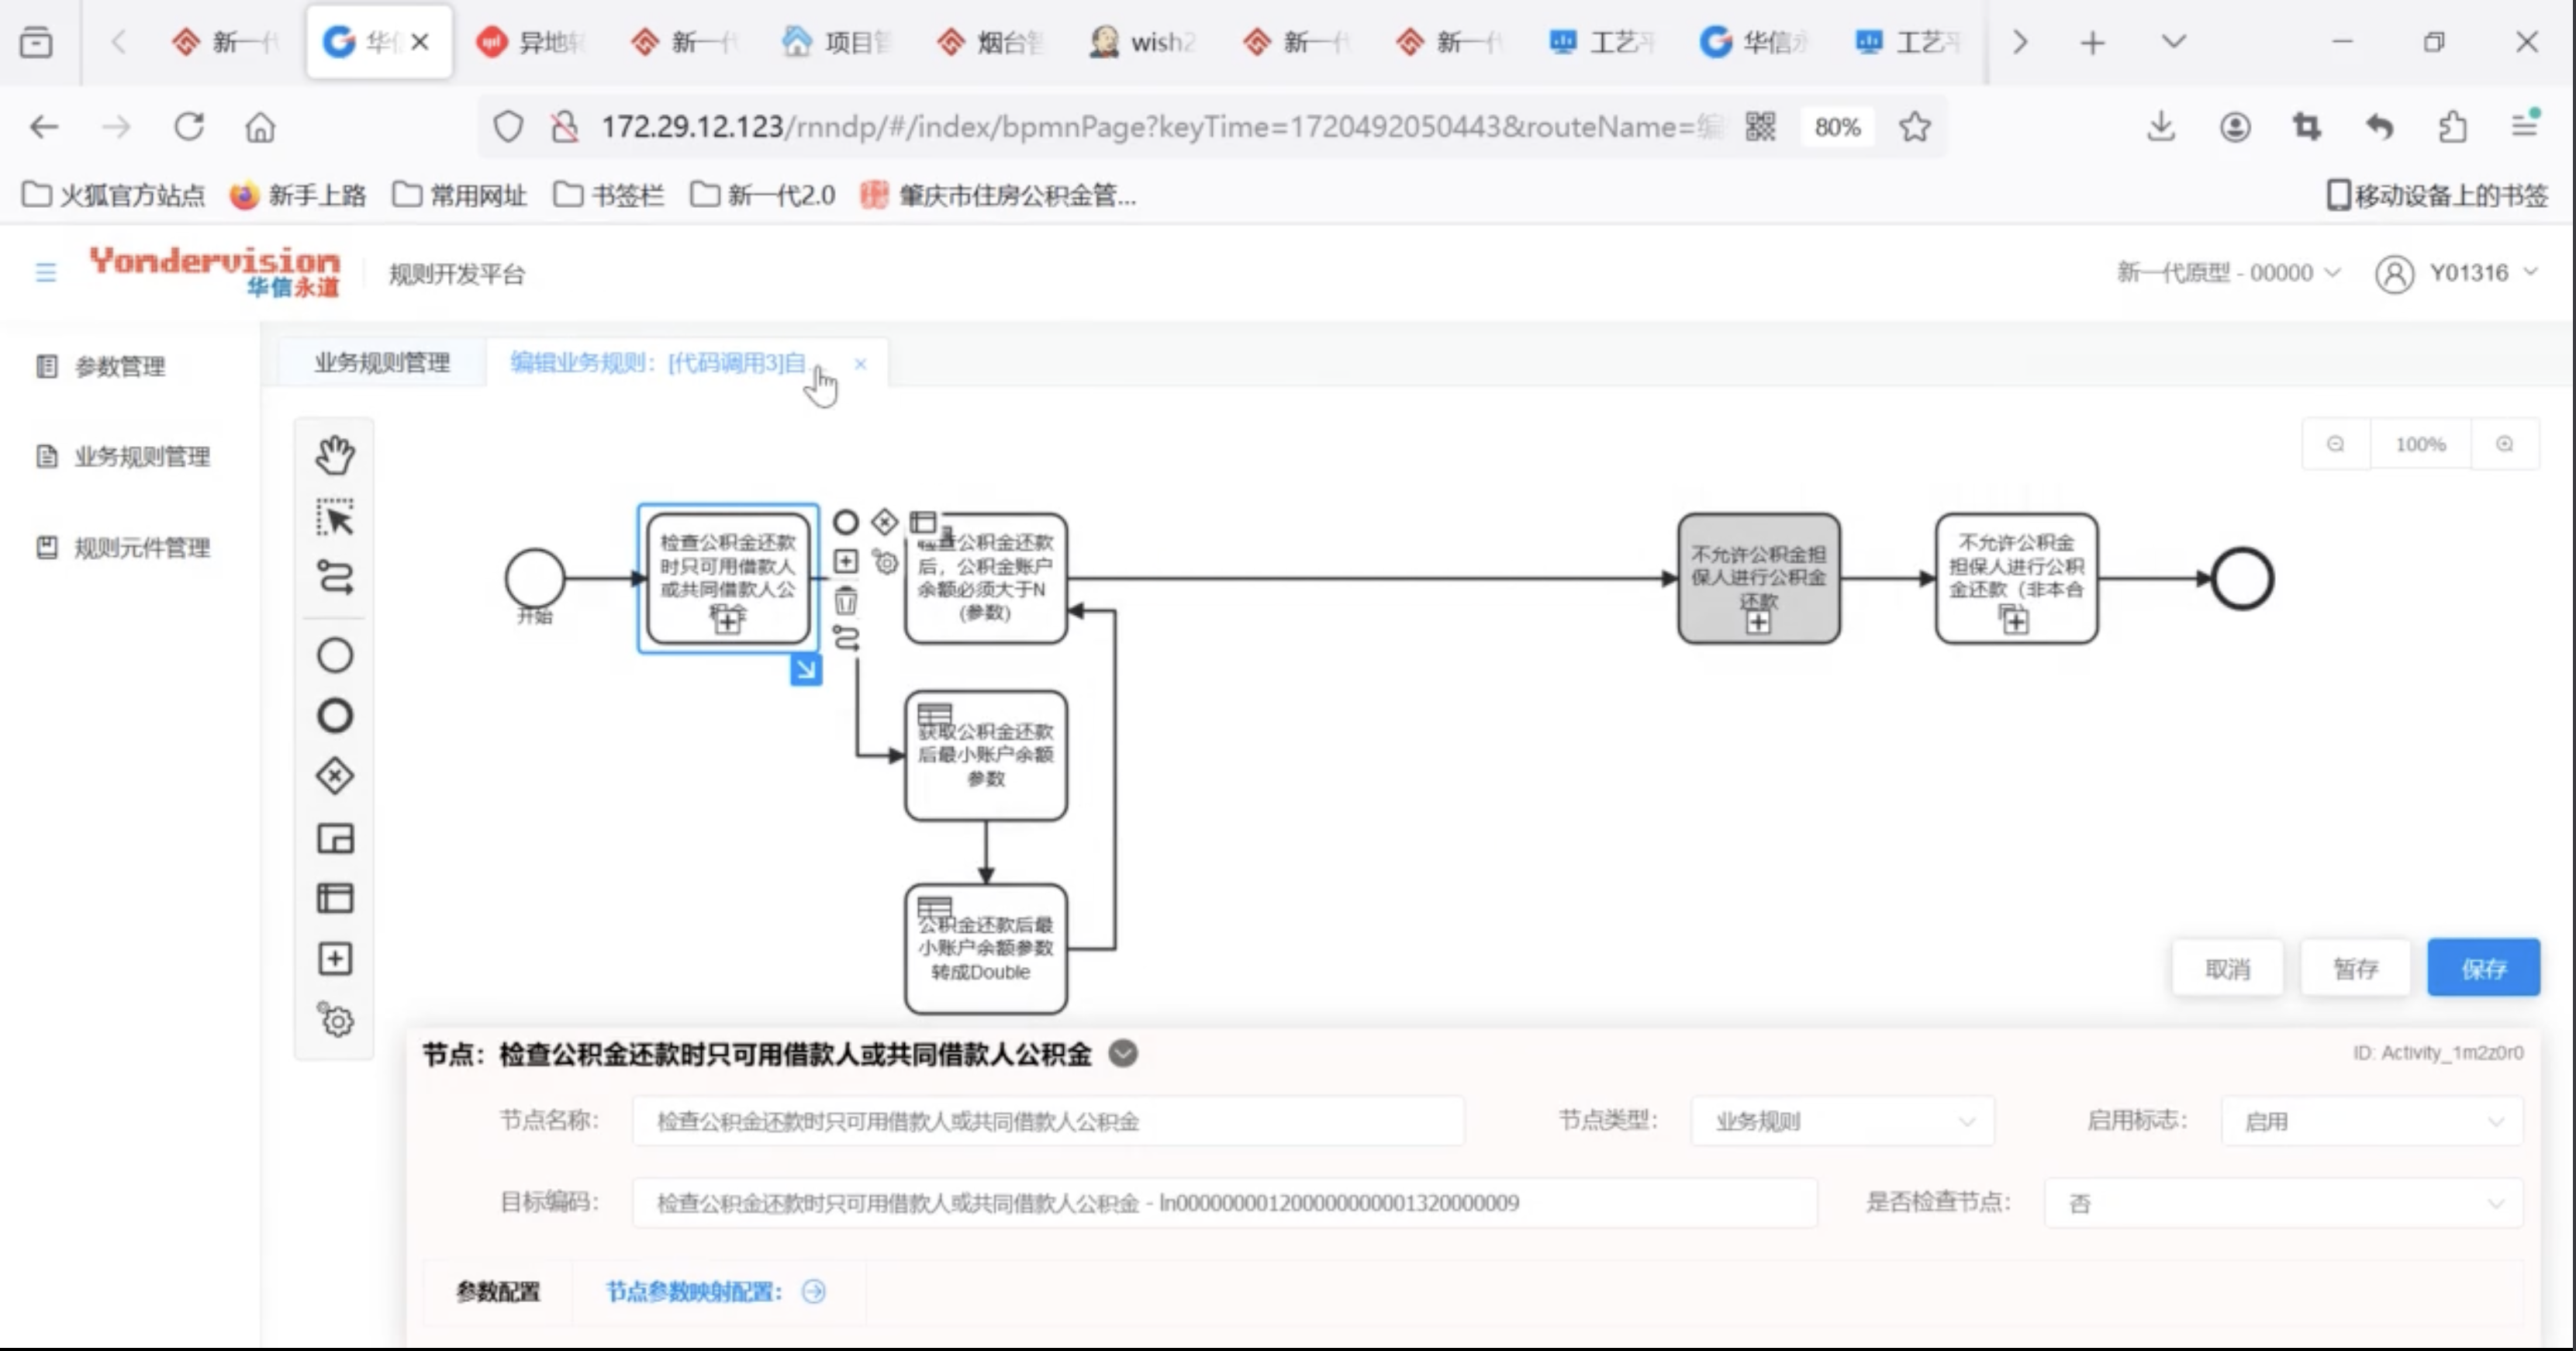 新一代
华信
异地转
新一代
项目管
烟台智
wish2
新一代
新一代
工艺平
华信永
工艺平
172.29.12.123/rnndp/#/index/bpmnPage?keyTime=1720492050443&routeName=编
80%
火狐官方站点
新手上路
常用网址
书签栏
新一代2.0
肇庆市住房公积金管...
移动设备上的书签
Yondervision
华信永道
规则开发平台
新一代原型 - 00000
Y01316
参数管理
业务规则管理
规则元件管理
业务规则管理
编辑业务规则：[代码调用3]自...
100%
开始
检查公积金还款
时只可用借款人
或共同借款人公
积金
检查公积金还款
后，公积金账户
余额必须大于N
(参数)
获取公积金还款
后最小账户余额
参数
公积金还款后最
小账户余额参数
转成Double
不允许公积金担
保人进行公积金
还款
不允许公积金
担保人进行公积
金还款（非本合
取消
暂存
保存
节点：检查公积金还款时只可用借款人或共同借款人公积金
ID: Activity_1m2z0r0
节点名称：
检查公积金还款时只可用借款人或共同借款人公积金
节点类型：
业务规则
启用标志：
启用
目标编码：
检查公积金还款时只可用借款人或共同借款人公积金 - ln0000000012000000000001320000009
是否检查节点：
否
参数配置
节点参数映射配置：